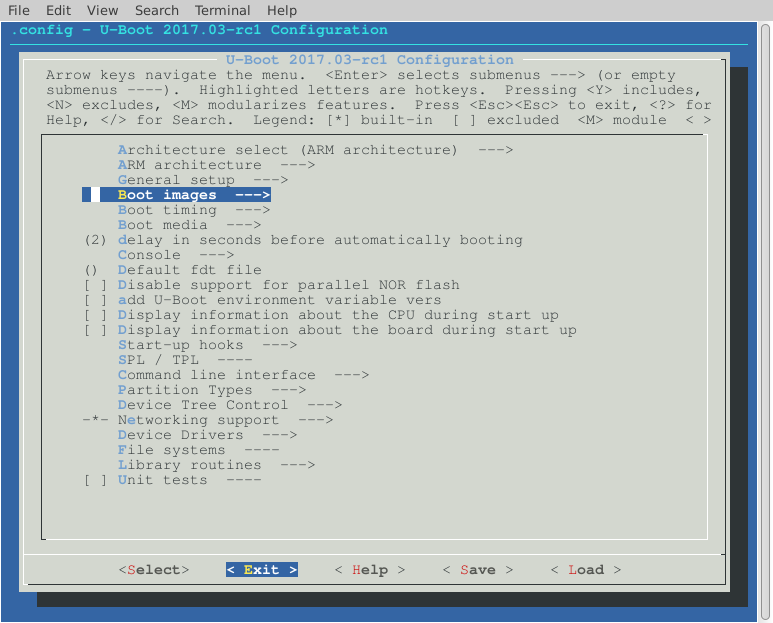 File Edit View Search Terminal Help
.config - U-Boot 2017.03-rc1 Configuration
U-Boot 2017.03-rc1 Configuration
Arrow keys navigate the menu.  <Enter> selects submenus ---> (or empty
submenus ----).  Highlighted letters are hotkeys.  Pressing <Y> includes,
<N> excludes, <M> modularizes features.  Press <Esc><Esc> to exit, <?> for
Help, </> for Search.  Legend: [*] built-in  [ ] excluded  <M> module  < >
Architecture select (ARM architecture)  --->
ARM architecture  --->
General setup  --->
Boot images  --->
Boot timing  --->
Boot media  --->
(2) delay in seconds before automatically booting
Console  --->
() Default fdt file
[ ] Disable support for parallel NOR flash
[ ] add U-Boot environment variable vers
[ ] Display information about the CPU during start up
[ ] Display information about the board during start up
Start-up hooks  --->
SPL / TPL  ----
Command line interface  --->
Partition Types  --->
Device Tree Control  --->
-*- Networking support  --->
Device Drivers  --->
File systems  ----
Library routines  --->
[ ] Unit tests  ----
<Select> < Exit > < Help > < Save > < Load >